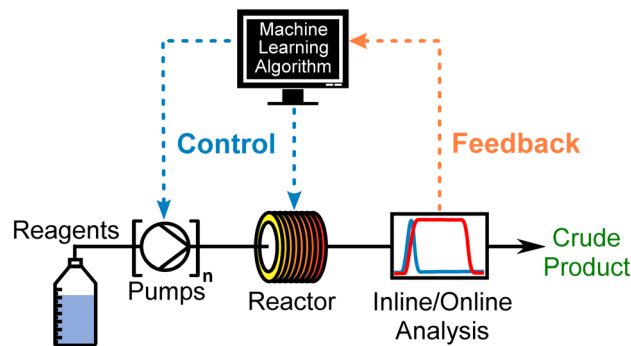 Machine
Learning
Algorithm
Control
Feedback
Reagents
n
Pumps
Reactor
Inline/Online
Analysis
Crude
Product